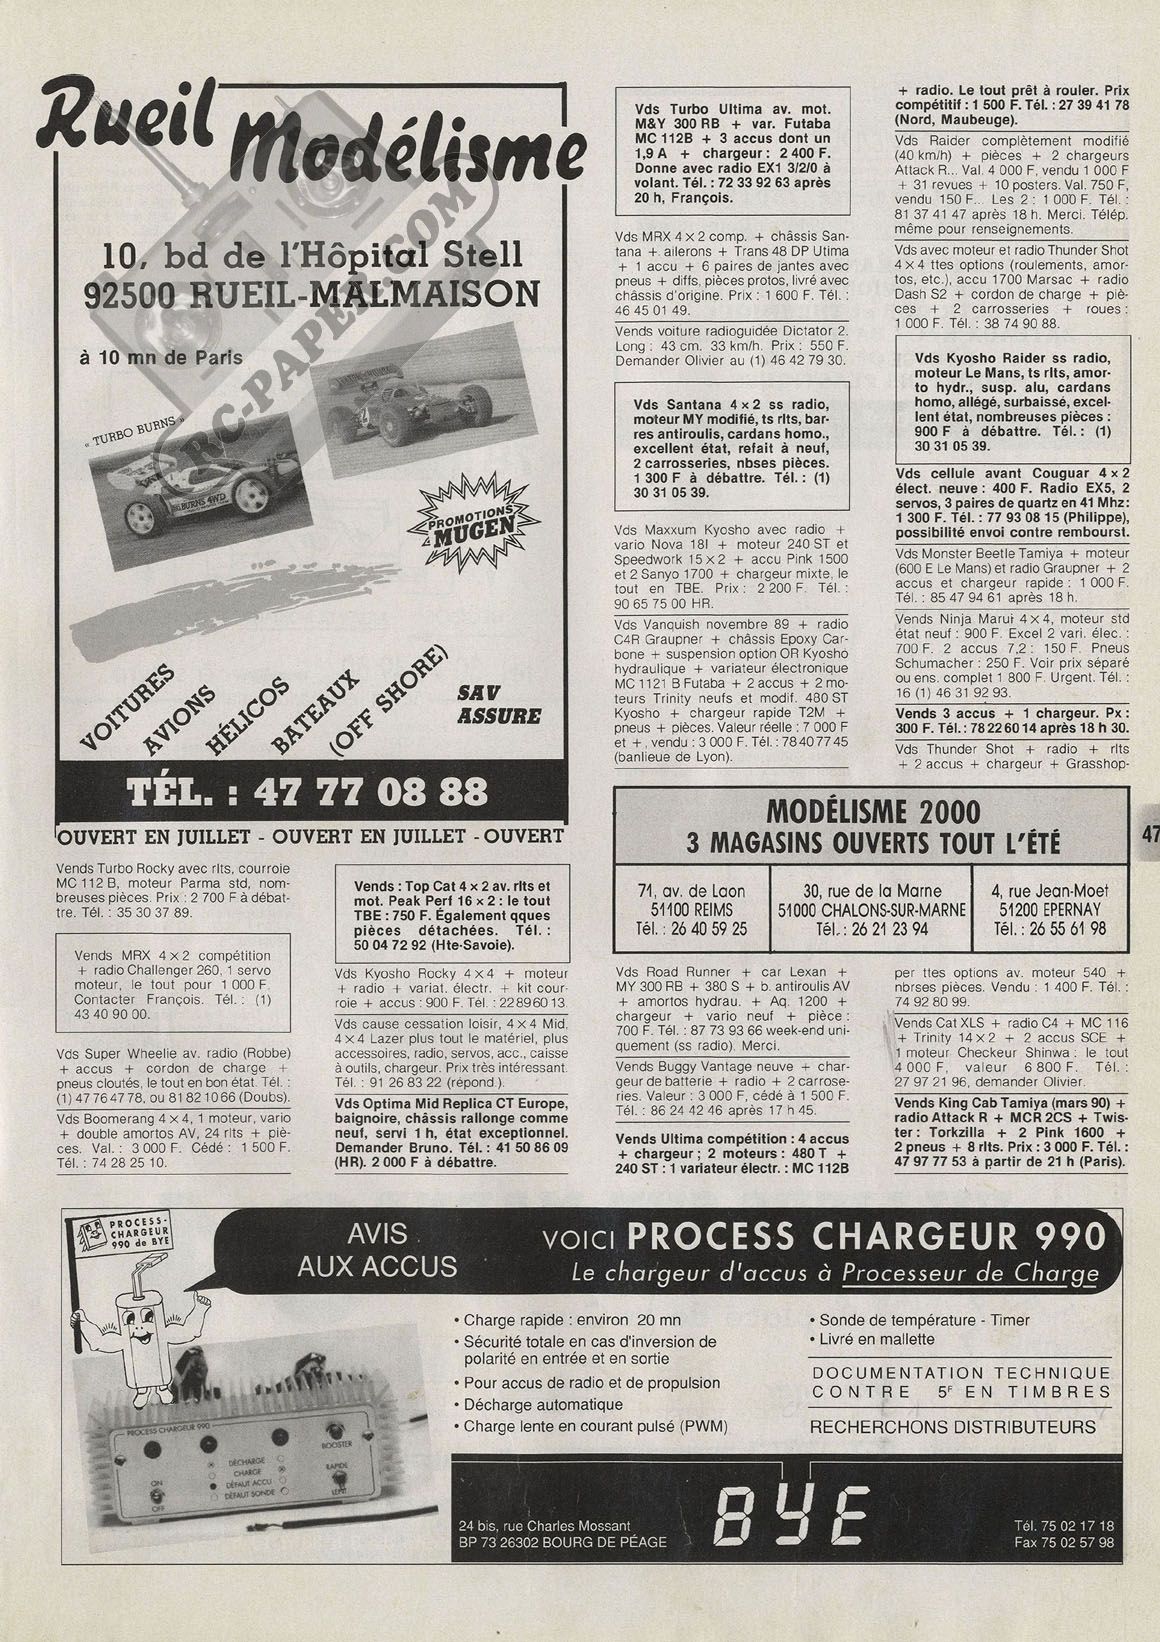 Rueil Modélisme
10, bd de l'Hôpital Stell
92500 RUEIL-MALMAISON
à 10 mn de Paris
« TURBO BURNS »
BURNS 4WD
PROMOTIONS
MUGEN
VOITURES
AVIONS
HÉLICOS
BATEAUX
(OFF SHORE)
SAV
ASSURE
TÉL. : 47 77 08 88
OUVERT EN JUILLET - OUVERT EN JUILLET - OUVERT
RC-PAPER.COM
Vends Turbo Rocky avec rlts, courroie
MC 112 B, moteur Parma std, nom-
breuses pièces. Prix : 2 700 F à débat-
tre. Tél. : 35 30 37 89.
Vends MRX 4 × 2 compétition
+ radio Challenger 260, 1 servo
moteur, le tout pour 1 000 F.
Contacter François. Tél. : (1)
43 40 90 00.
Vds Super Wheelie av. radio (Robbe)
+ accus + cordon de charge +
pneus cloutés, le tout en bon état. Tél. :
(1) 47 76 47 78, ou 81 82 10 66 (Doubs).
Vds Boomerang 4 × 4, 1 moteur, vario
+ double amortos AV, 24 rlts + piè-
ces. Val. : 3 000 F. Cédé : 1 500 F.
Tél. : 74 28 25 10.
Vends : Top Cat 4 × 2 av. rlts et
mot. Peak Perf 16 × 2 : le tout
TBE : 750 F. Également qques
pièces détachées. Tél. :
50 04 72 92 (Hte-Savoie).
Vds Kyosho Rocky 4 × 4 + moteur
+ radio + variat. électr. + kit cour-
roie + accus : 900 F. Tél. : 22 89 60 13.
Vds cause cessation loisir, 4 × 4 Mid,
4 × 4 Lazer plus tout le matériel, plus
accessoires, radio, servos, acc., caisse
à outils, chargeur. Prix très intéressant.
Tél. : 91 26 83 22 (répond.).
Vds Optima Mid Replica CT Europe,
baignoire, châssis rallonge comme
neuf, servi 1 h, état exceptionnel.
Demander Bruno. Tél. : 41 50 86 09
(HR). 2 000 F à débattre.
Vds Turbo Ultima av. mot.
M&Y 300 RB + var. Futaba
MC 112B + 3 accus dont un
1,9 A + chargeur : 2 400 F.
Donne avec radio EX1 3/2/0 à
volant. Tél. : 72 33 92 63 après
20 h, François.
Vds MRX 4 × 2 comp. + châssis San-
tana + ailerons + Trans 48 DP Utima
+ 1 accu + 6 paires de jantes avec
pneus + diffs, pièces protos, livré avec
châssis d'origine. Prix : 1 600 F. Tél. :
46 45 01 49.
Vends voiture radioguidée Dictator 2.
Long : 43 cm. 33 km/h. Prix : 550 F.
Demander Olivier au (1) 46 42 79 30.
Vds Santana 4 × 2 ss radio,
moteur MY modifié, ts rlts, bar-
res antiroulis, cardans homo.,
excellent état, refait à neuf,
2 carrosseries, nbses pièces.
1 300 F à débattre. Tél. : (1)
30 31 05 39.
Vds Maxxum Kyosho avec radio +
vario Nova 18I + moteur 240 ST et
Speedwork 15 × 2 + accu Pink 1500
et 2 Sanyo 1700 + chargeur mixte, le
tout en TBE. Prix : 2 200 F. Tél. :
90 65 75 00 HR.
Vds Vanquish novembre 89 + radio
C4R Graupner + châssis Epoxy Car-
bone + suspension option OR Kyosho
hydraulique + variateur électronique
MC 1121 B Futaba + 2 accus + 2 mo-
teurs Trinity neufs et modif. 480 ST
Kyosho + chargeur rapide T2M +
pneus + pièces. Valeur réelle : 7 000 F
et +, vendu : 3 000 F. Tél. : 78 40 77 45
(banlieue de Lyon).
+ radio. Le tout prêt à rouler. Prix
compétitif : 1 500 F. Tél. : 27 39 41 78
(Nord, Maubeuge).
Vds Raider complètement modifié
(40 km/h) + pièces + 2 chargeurs
Attack R... Val. 4 000 F, vendu 1 000 F
+ 31 revues + 10 posters. Val. 750 F,
vendu 150 F... Les 2 : 1 000 F. Tél. :
81 37 41 47 après 18 h. Merci. Télép.
même pour renseignements.
Vds avec moteur et radio Thunder Shot
4 × 4 ttes options (roulements, amor-
tos, etc.), accu 1700 Marsac + radio
Dash S2 + cordon de charge + piè-
ces + 2 carrosseries + roues :
1 000 F. Tél. : 38 74 90 88.
Vds Kyosho Raider ss radio,
moteur Le Mans, ts rlts, amor-
to hydr., susp. alu, cardans
homo, allégé, surbaissé, excel-
lent état, nombreuses pièces :
900 F à débattre. Tél. : (1)
30 31 05 39.
Vds cellule avant Couguar 4 × 2
élect. neuve : 400 F. Radio EX5, 2
servos, 3 paires de quartz en 41 Mhz :
1 300 F. Tél. : 77 93 08 15 (Philippe),
possibilité envoi contre rembourst.
Vds Monster Beetle Tamiya + moteur
(600 E Le Mans) et radio Graupner + 2
accus et chargeur rapide : 1 000 F.
Tél. : 85 47 94 61 après 18 h.
Vends Ninja Marui 4 × 4, moteur std
état neuf : 900 F. Excel 2 vari. élec. :
700 F. 2 accus 7,2 : 150 F. Pneus
Schumacher : 250 F. Voir prix séparé
ou ens. complet 1 800 F. Urgent. Tél. :
16 (1) 46 31 92 93.
Vends 3 accus + 1 chargeur. Px :
300 F. Tél. : 78 22 60 14 après 18 h 30.
Vds Thunder Shot + radio + rlts
+ 2 accus + chargeur + Grasshop-
MODÉLISME 2000
3 MAGASINS OUVERTS TOUT L'ÉTÉ
71, av. de Laon
51100 REIMS
Tél. : 26 40 59 25
30, rue de la Marne
51000 CHALONS-SUR-MARNE
Tél. : 26 21 23 94
4, rue Jean-Moet
51200 EPERNAY
Tél. : 26 55 61 98
47
Vds Road Runner + car Lexan +
MY 300 RB + 380 S + b. antiroulis AV
+ amortos hydrau. + Aq. 1200 +
chargeur + vario neuf + pièce :
700 F. Tél. : 87 73 93 66 week-end uni-
quement (ss radio). Merci.
Vends Buggy Vantage neuve + char-
geur de batterie + radio + 2 carrose-
ries. Valeur : 3 000 F, cédé à 1 500 F.
Tél. : 86 24 42 46 après 17 h 45.
Vends Ultima compétition : 4 accus
+ chargeur ; 2 moteurs : 480 T +
240 ST : 1 variateur électr. : MC 112B
per ttes options av. moteur 540 +
nbrses pièces. Vendu : 1 400 F. Tél. :
74 92 80 99.
Vends Cat XLS + radio C4 + MC 116
+ Trinity 14 × 2 + 2 accus SCE +
1 moteur Checkeur Shinwa : le tout
4 000 F, valeur 6 800 F. Tél. :
27 97 21 96, demander Olivier.
Vends King Cab Tamiya (mars 90) +
radio Attack R + MCR 2CS + Twis-
ter : Torkzilla + 2 Pink 1600 +
2 pneus + 8 rlts. Prix : 3 000 F. Tél. :
47 97 77 53 à partir de 21 h (Paris).
PROCESS-
CHARGEUR
990 de BYE
AVIS
AUX ACCUS
VOICI PROCESS CHARGEUR 990
Le chargeur d'accus à Processeur de Charge
• Charge rapide : environ 20 mn
• Sécurité totale en cas d'inversion de
polarité en entrée et en sortie
• Pour accus de radio et de propulsion
• Décharge automatique
• Charge lente en courant pulsé (PWM)
• Sonde de température - Timer
• Livré en mallette
DOCUMENTATION TECHNIQUE
CONTRE 5F EN TIMBRES
RECHERCHONS DISTRIBUTEURS
PROCESS CHARGEUR 990
BOOSTER
DÉCHARGE
CHARGE
DÉFAUT ACCU
DÉFAUT SONDE
ON
OFF
RAPIDE
LENT
24 bis, rue Charles Mossant
BP 73 26302 BOURG DE PÉAGE
BYE
Tél. 75 02 17 18
Fax 75 02 57 98